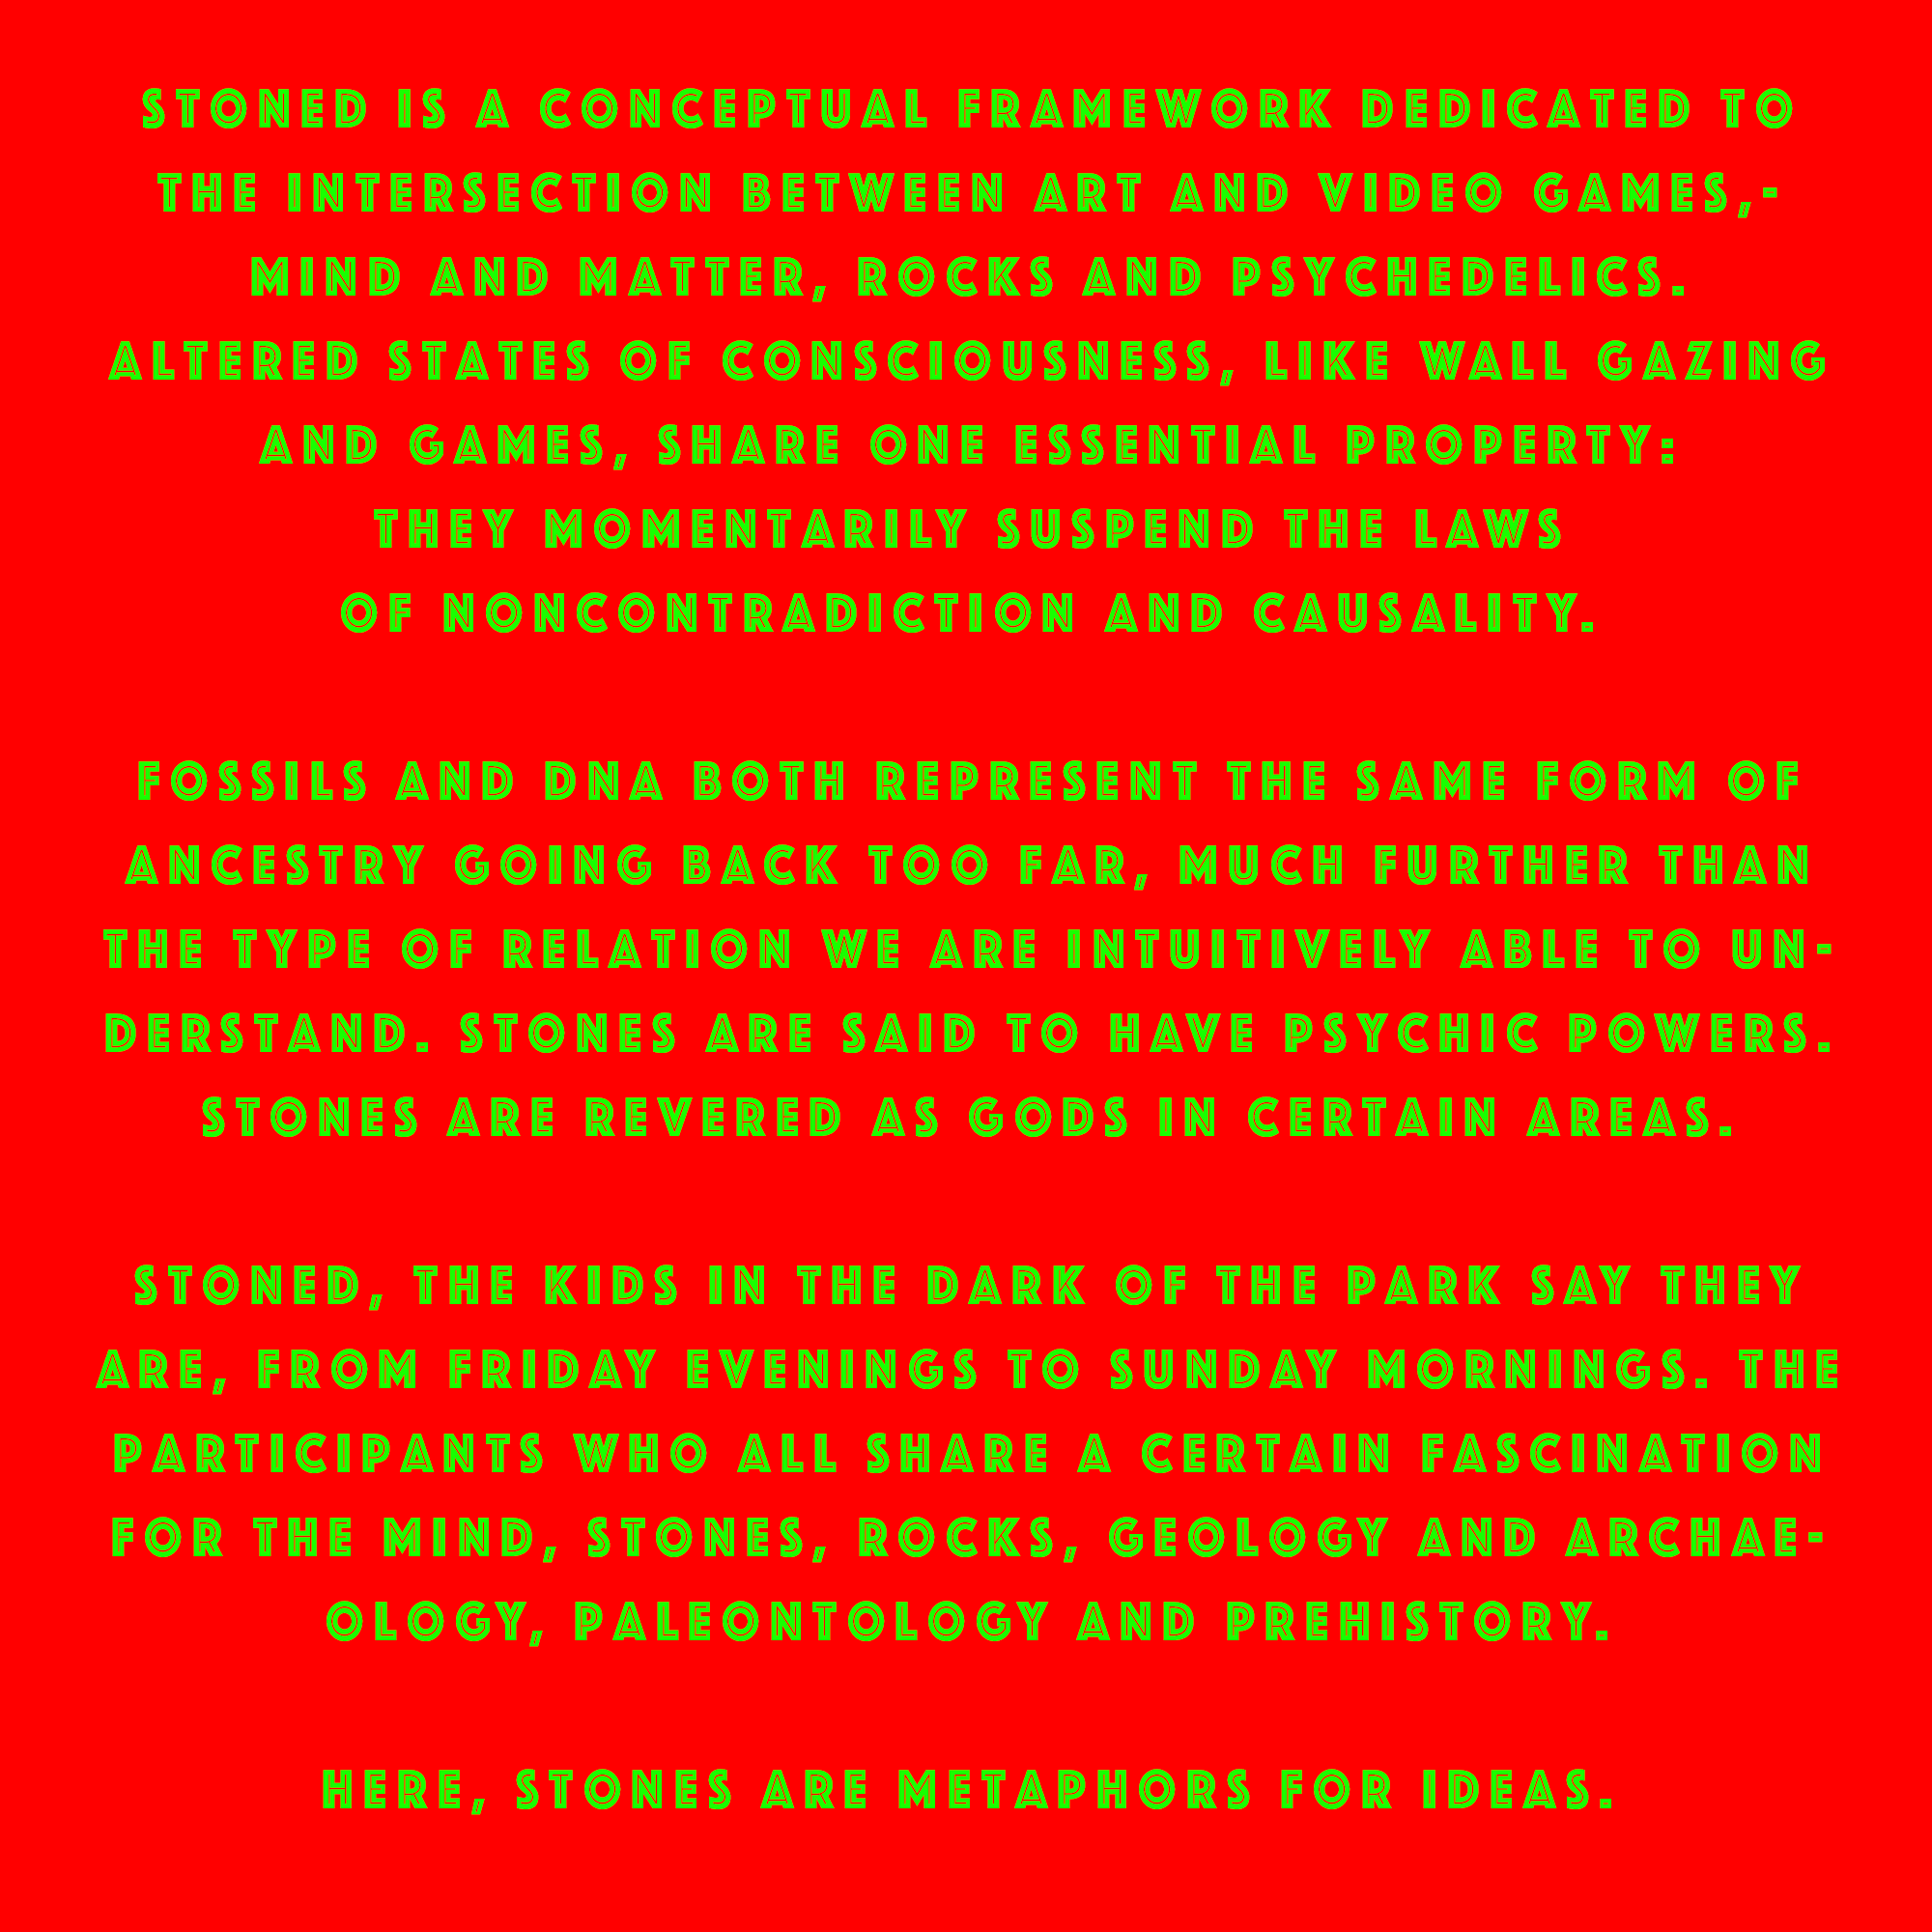 STONED IS A CONCEPTUAL FRAMEWORK DEDICATED TO
THE INTERSECTION BETWEEN ART AND VIDEO GAMES,-
MIND AND MATTER, ROCKS AND PSYCHEDELICS.
ALTERED STATES OF CONSCIOUSNESS, LIKE WALL GAZING
AND GAMES, SHARE ONE ESSENTIAL PROPERTY:
THEY MOMENTARILY SUSPEND THE LAWS
OF NONCONTRADICTION AND CAUSALITY.
FOSSILS AND DNA BOTH REPRESENT THE SAME FORM OF
ANCESTRY GOING BACK TOO FAR, MUCH FURTHER THAN
THE TYPE OF RELATION WE ARE INTUITIVELY ABLE TO UN-
DERSTAND. STONES ARE SAID TO HAVE PSYCHIC POWERS.
STONES ARE REVERED AS GODS IN CERTAIN AREAS.
STONED, THE KIDS IN THE DARK OF THE PARK SAY THEY
ARE, FROM FRIDAY EVENINGS TO SUNDAY MORNINGS. THE
PARTICIPANTS WHO ALL SHARE A CERTAIN FASCINATION
FOR THE MIND, STONES, ROCKS, GEOLOGY AND ARCHAE-
OLOGY, PALEONTOLOGY AND PREHISTORY.
HERE, STONES ARE METAPHORS FOR IDEAS.